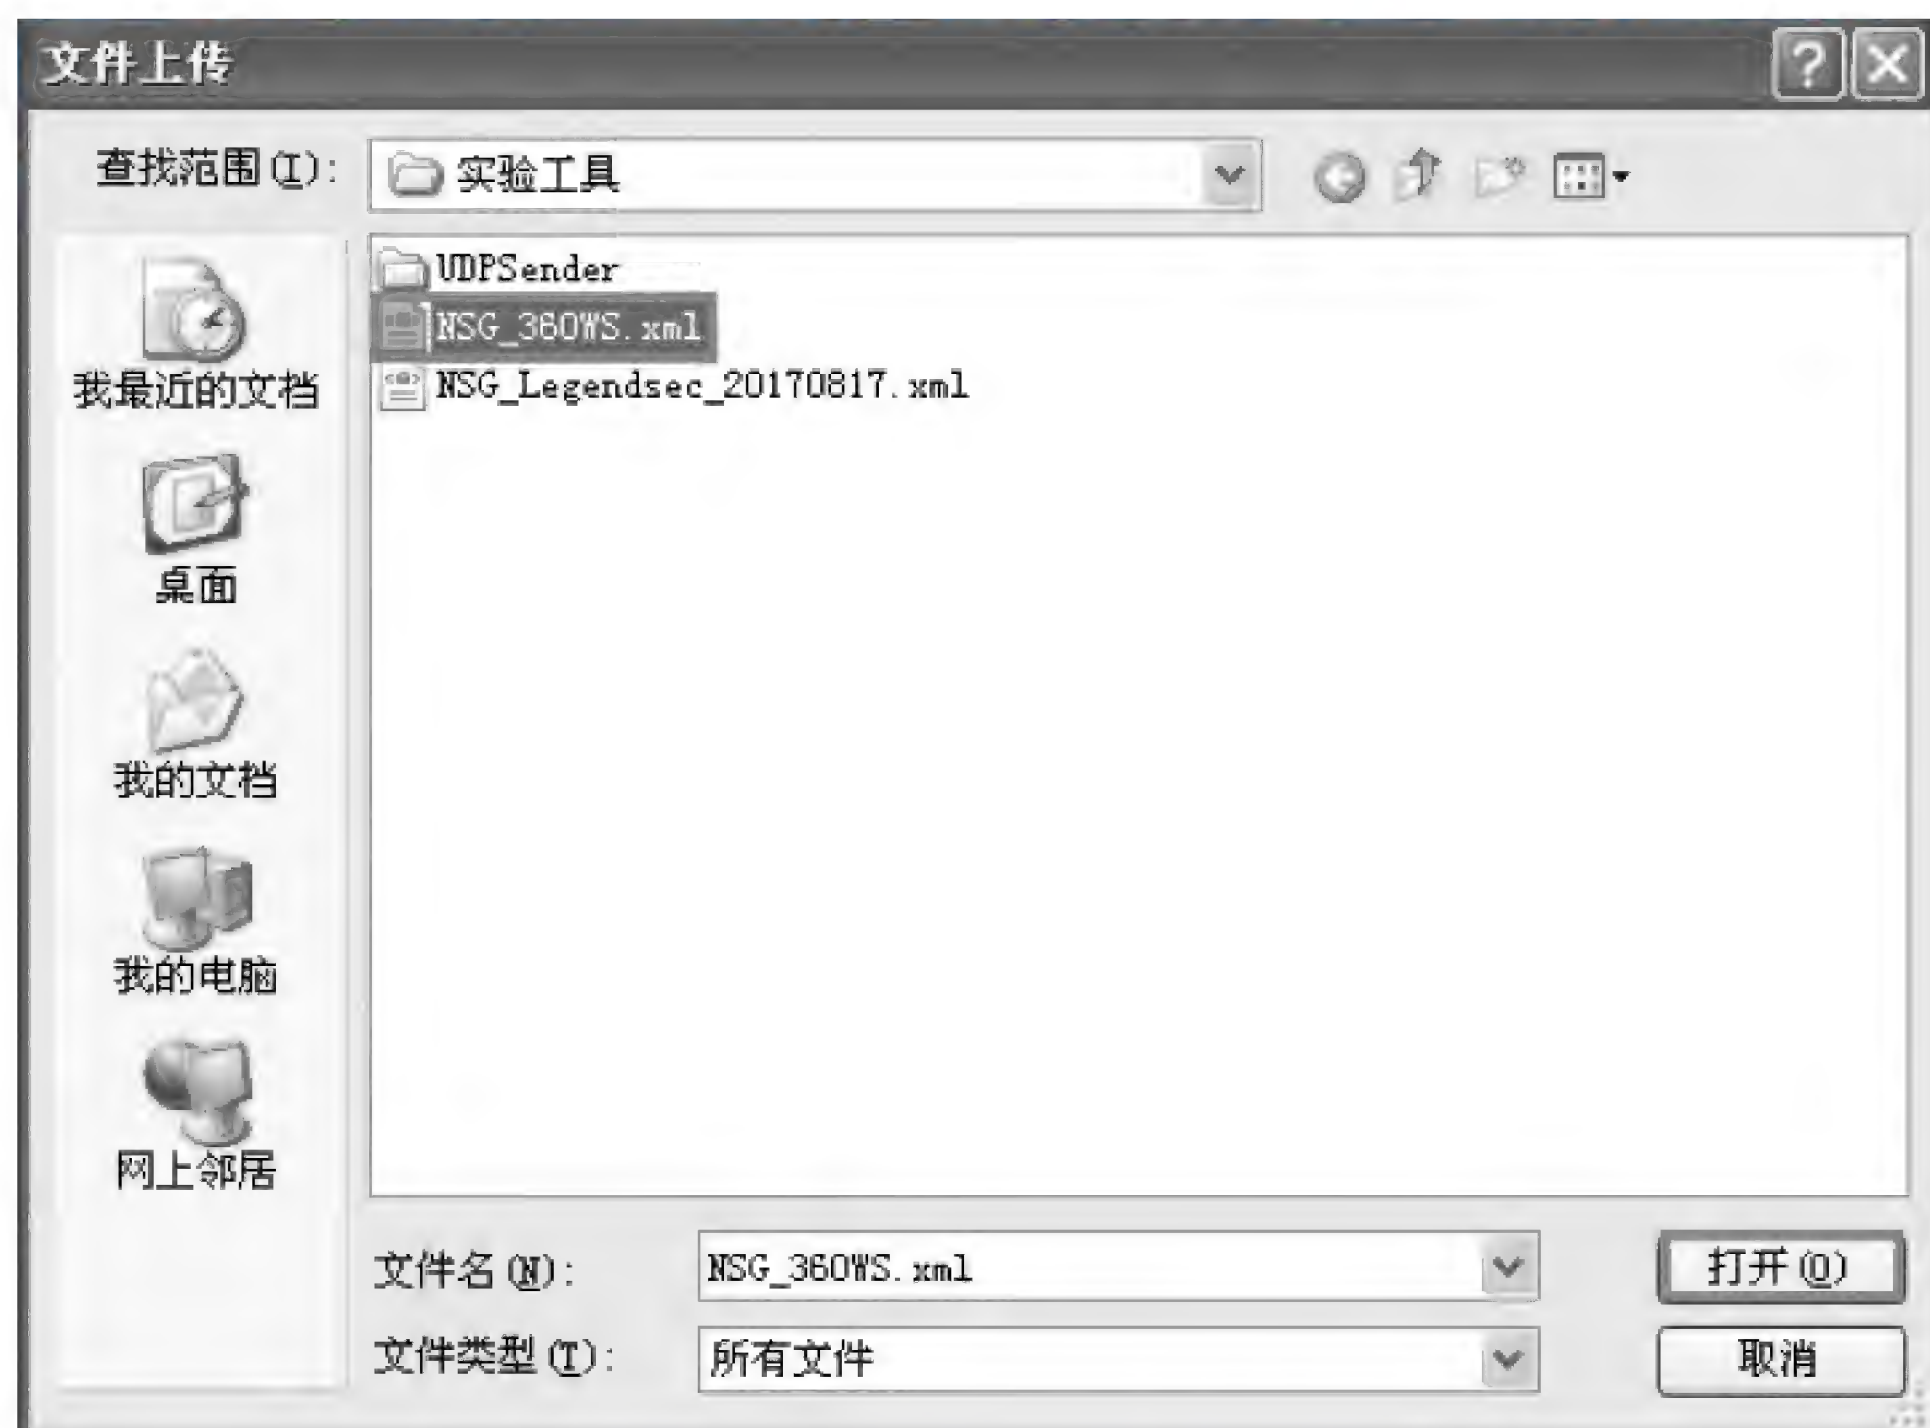 文件上传
查找范围(I): 实验工具
UDPSender
NSG_360WS.xml
NSG_Legendsec_20170817.xml
我最近的文档
桌面
我的文档
我的电脑
网上邻居
文件名(N): NSG_360WS.xml 打开(O)
文件类型(T): 所有文件 取消